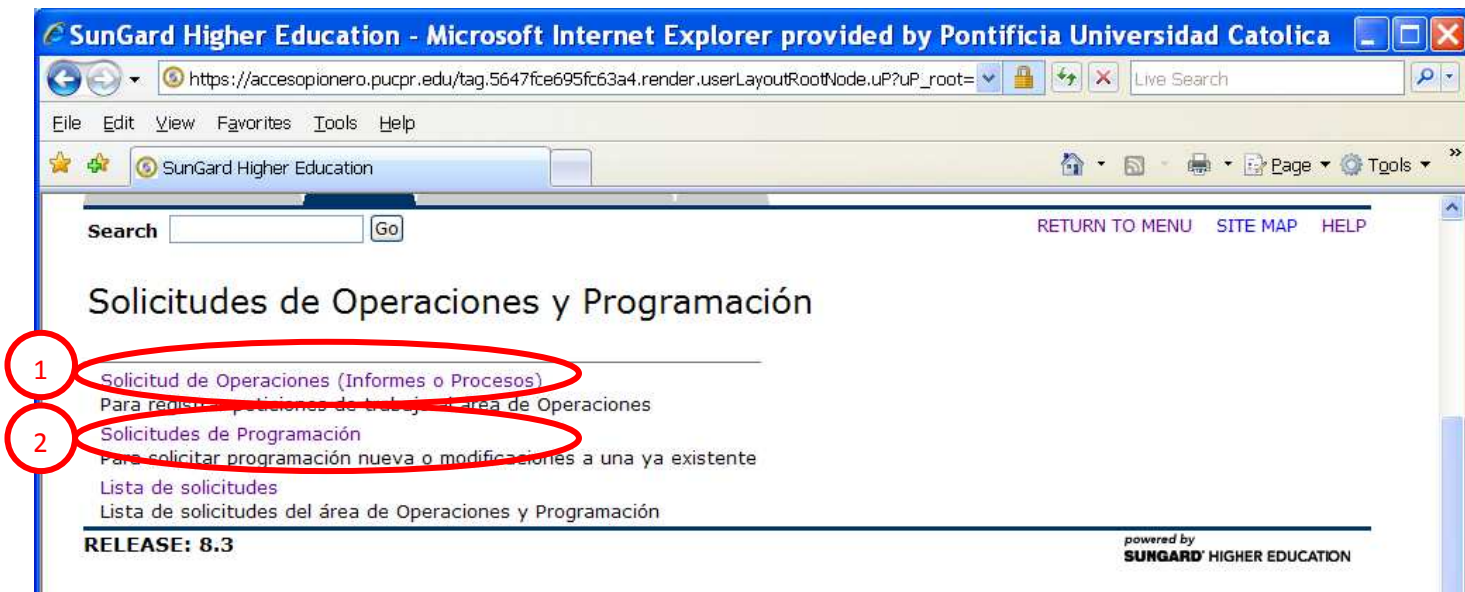 SunGard Higher Education - Microsoft Internet Explorer provided by Pontificia Universidad Catolica
https://accesopionero.pucpr.edu/tag.5647fce695fc63a4.render.userLayoutRootNode.uP?uP_root= Live Search
File Edit View Favorites Tools Help
SunGard Higher Education Page Tools »
Search Go RETURN TO MENU SITE MAP HELP
Solicitudes de Operaciones y Programación
1
Solicitud de Operaciones (Informes o Procesos)
Para registrar peticiones de trabajo al área de Operaciones
2
Solicitudes de Programación
Para solicitar programación nueva o modificaciones a una ya existente
Lista de solicitudes
Lista de solicitudes del área de Operaciones y Programación
RELEASE: 8.3
powered by
SUNGARD HIGHER EDUCATION